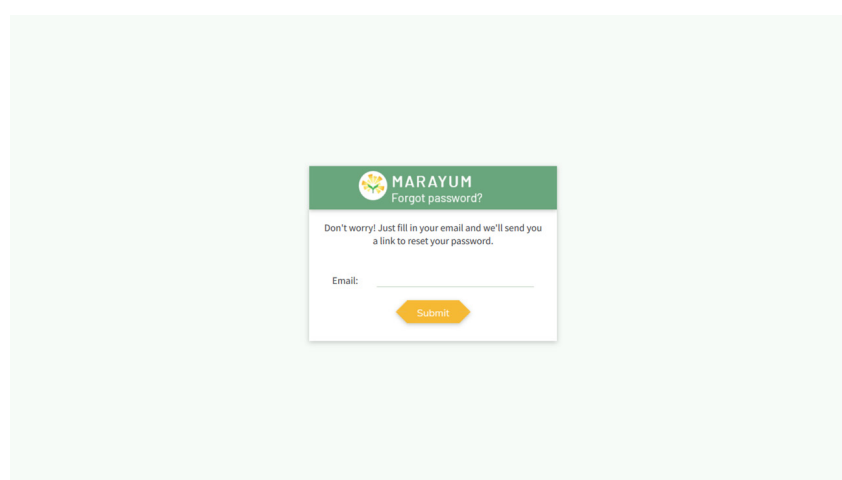 MARAYUM
Forgot password?
Don't worry! Just fill in your email and we'll send you
a link to reset your password.
Email:
Submit